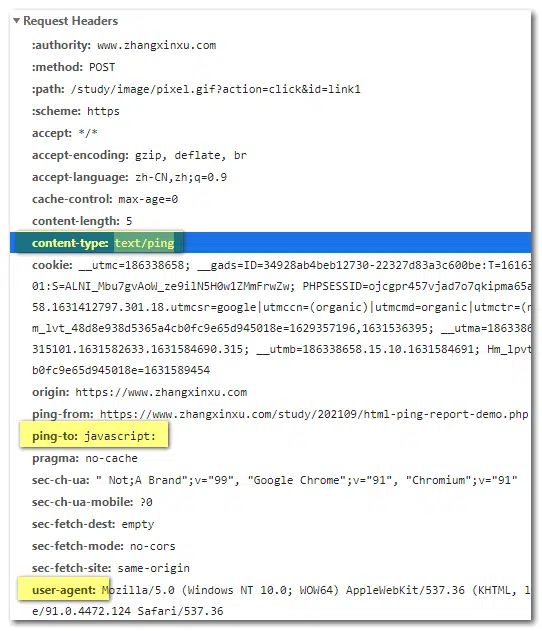 Request Headers
:authority: www.zhangxinxu.com
:method: POST
:path: /study/image/pixel.gif?action=click&id=link1
:scheme: https
accept: */*
accept-encoding: gzip, deflate, br
accept-language: zh-CN,zh;q=0.9
cache-control: max-age=0
content-length: 5
content-type: text/ping
cookie: __utmc=186338658; __gads=ID=34928ab4beb12730-22327d83a3c600be:T=16163
01:S=ALNI_Mbu7gvAoW_ze9ilN5H0w1ZMmFrwZw; PHPSESSID=ojcgpr457vjad7o7qkipma65a
58.1631412797.301.18.utmcsr=google|utmccn=(organic)|utmcmd=organic|utmctr=(n
m_lvt_48d8e938d5365a4cb0fc9e65d945018e=1629357196,1631536395; __utma=1863386
315101.1631582633.1631584690.315; __utmb=186338658.15.10.1631584691; Hm_lpvt
b0fc9e65d945018e=1631589454
origin: https://www.zhangxinxu.com
ping-from: https://www.zhangxinxu.com/study/202109/html-ping-report-demo.php
ping-to: javascript:
pragma: no-cache
sec-ch-ua: " Not;A Brand";v="99", "Google Chrome";v="91", "Chromium";v="91"
sec-ch-ua-mobile: ?0
sec-fetch-dest: empty
sec-fetch-mode: no-cors
sec-fetch-site: same-origin
user-agent: Mozilla/5.0 (Windows NT 10.0; WOW64) AppleWebKit/537.36 (KHTML, l
e/91.0.4472.124 Safari/537.36